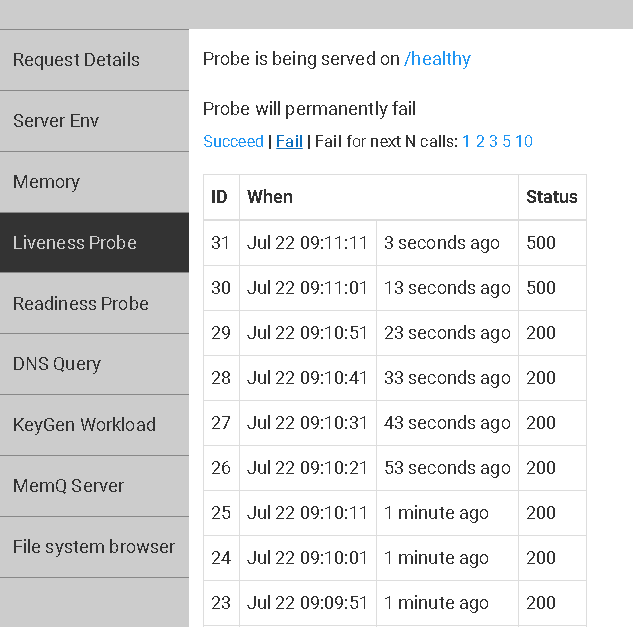 Request Details
Server Env
Memory
Liveness Probe
Readiness Probe
DNS Query
KeyGen Workload
MemQ Server
File system browser
Probe is being served on /healthy
Probe will permanently fail
Succeed | Fail | Fail for next N calls: 1 2 3 5 10
ID When Status
31 Jul 22 09:11:11 3 seconds ago 500
30 Jul 22 09:11:01 13 seconds ago 500
29 Jul 22 09:10:51 23 seconds ago 200
28 Jul 22 09:10:41 33 seconds ago 200
27 Jul 22 09:10:31 43 seconds ago 200
26 Jul 22 09:10:21 53 seconds ago 200
25 Jul 22 09:10:11 1 minute ago 200
24 Jul 22 09:10:01 1 minute ago 200
23 Jul 22 09:09:51 1 minute ago 200